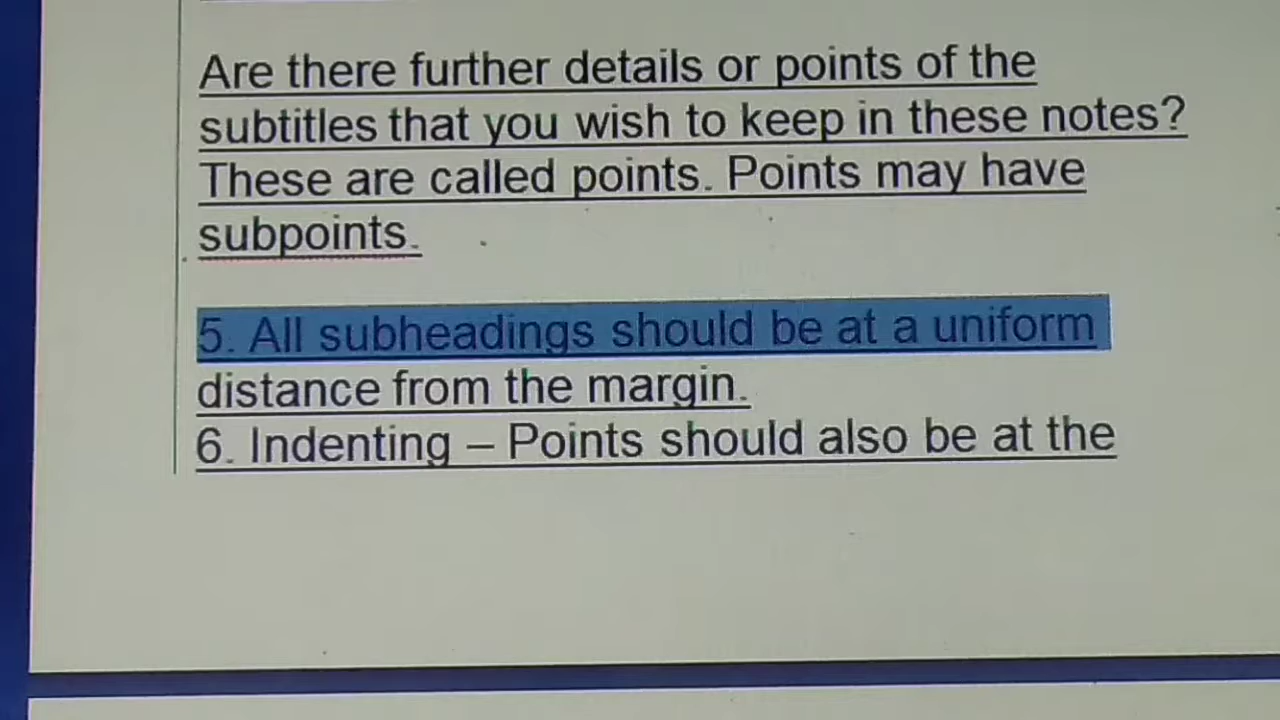 Are there further details or points of the
subtitles that you wish to keep in these notes?
These are called points. Points may have
subpoints.
5. All subheadings should be at a uniform
distance from the margin.
6. Indenting – Points should also be at the